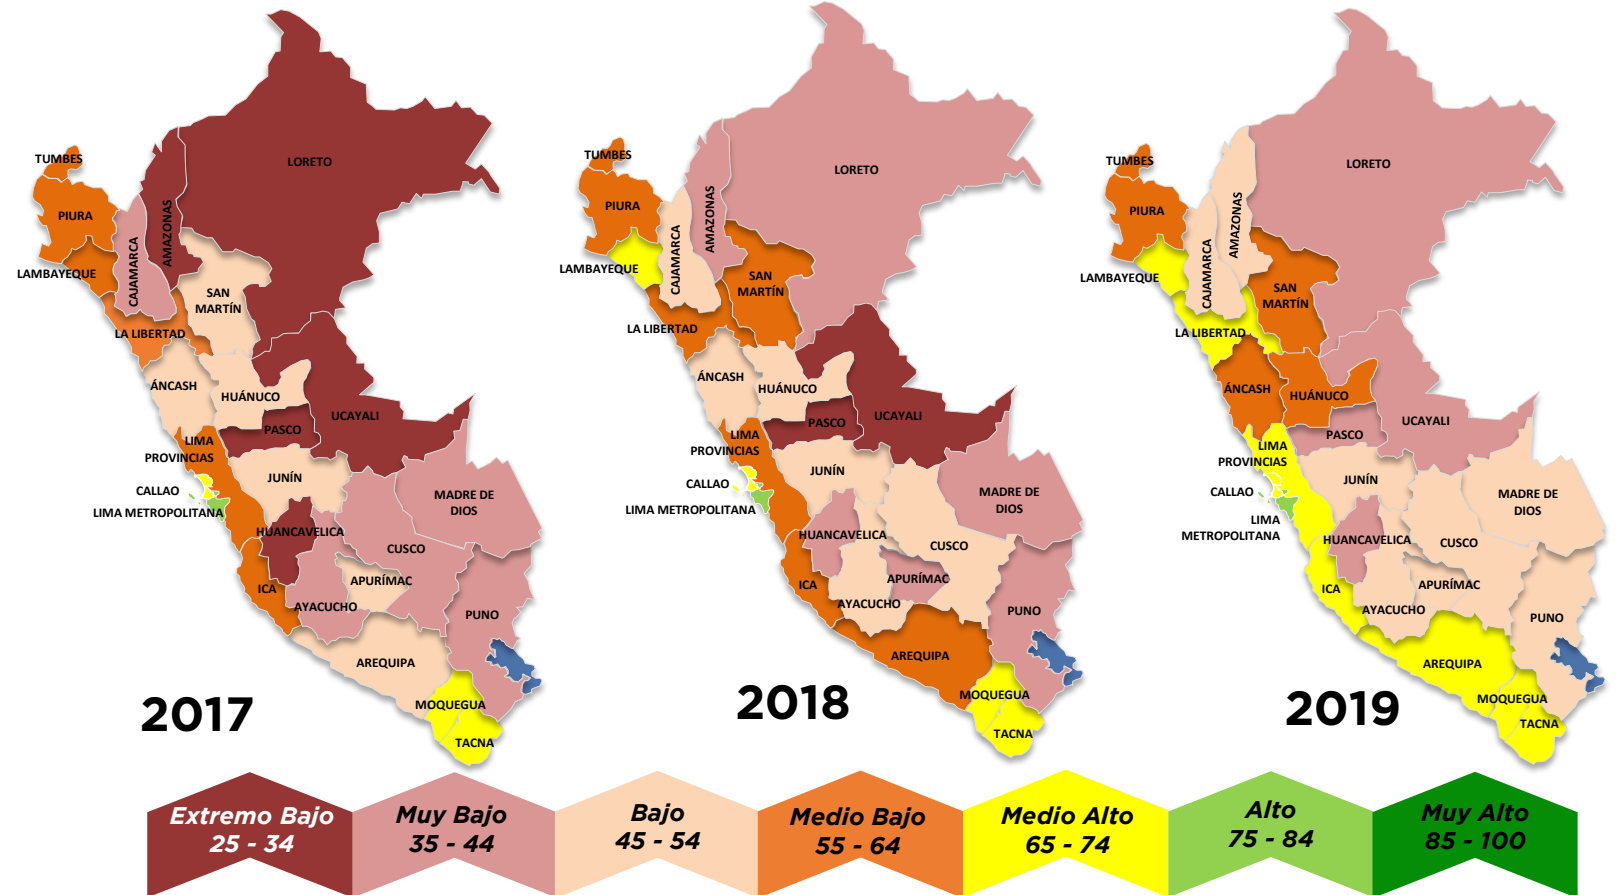 TUMBES
PIURA
LAMBAYEQUE
CAJAMARCA
AMAZONAS
LORETO
SAN
MARTÍN
LA LIBERTAD
ÁNCASH
HUÁNUCO
UCAYALI
PASCO
LIMA
PROVINCIAS
JUNÍN
CALLAO
LIMA METROPOLITANA
MADRE DE
DIOS
HUANCAVELICA
CUSCO
ICA
APURÍMAC
AYACUCHO
PUNO
AREQUIPA
MOQUEGUA
TACNA
2017
TUMBES
PIURA
LAMBAYEQUE
CAJAMARCA
AMAZONAS
LORETO
SAN
MARTÍN
LA LIBERTAD
ÁNCASH
HUÁNUCO
UCAYALI
PASCO
LIMA
PROVINCIAS
JUNÍN
CALLAO
LIMA METROPOLITANA
MADRE DE
DIOS
HUANCAVELICA
CUSCO
ICA
APURÍMAC
AYACUCHO
PUNO
AREQUIPA
MOQUEGUA
TACNA
2018
TUMBES
PIURA
LAMBAYEQUE
CAJAMARCA
AMAZONAS
LORETO
SAN
MARTÍN
LA LIBERTAD
ÁNCASH
HUÁNUCO
UCAYALI
PASCO
LIMA
PROVINCIAS
JUNÍN
CALLAO
LIMA
METROPOLITANA
MADRE DE
DIOS
HUANCAVELICA
CUSCO
ICA
APURÍMAC
AYACUCHO
PUNO
AREQUIPA
MOQUEGUA
TACNA
2019
Extremo Bajo
25 - 34
Muy Bajo
35 - 44
Bajo
45 - 54
Medio Bajo
55 - 64
Medio Alto
65 - 74
Alto
75 - 84
Muy Alto
85 - 100